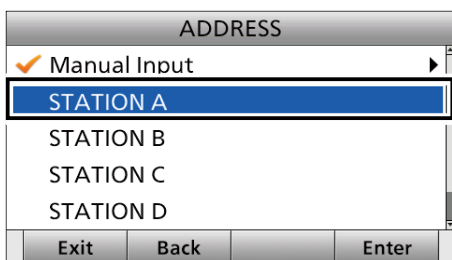 ADDRESS
Manual Input
STATION A
STATION B
STATION C
STATION D
Exit Back Enter